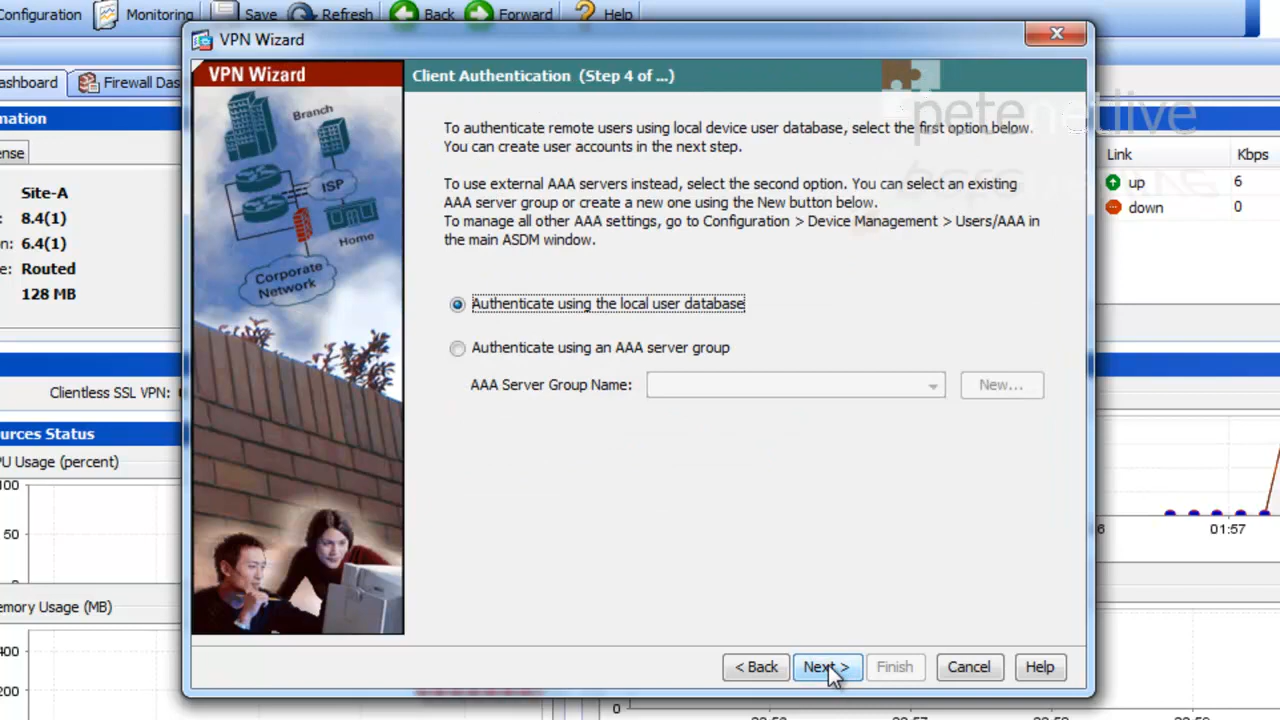 Configuration Monitoring Save Refresh Back Forward Help
VPN Wizard
ashboard Firewall Das
VPN Wizard
Client Authentication (Step 4 of ...)
petenetlive
mation
ense
Site-A
: 8.4(1)
n: 6.4(1)
e: Routed
128 MB
Branch
ISP
Home
Corporate
Network
To authenticate remote users using local device user database, select the first option below.
You can create user accounts in the next step.
To use external AAA servers instead, select the second option. You can select an existing
AAA server group or create a new one using the New button below.
To manage all other AAA settings, go to Configuration > Device Management > Users/AAA in
the main ASDM window.
Authenticate using the local user database
Authenticate using an AAA server group
AAA Server Group Name: New...
Link Kbps
up 6
down 0
Clientless SSL VPN:
ources Status
PU Usage (percent)
100
50
emory Usage (MB)
400
200
6 01:57
0
< Back Next > Finish Cancel Help